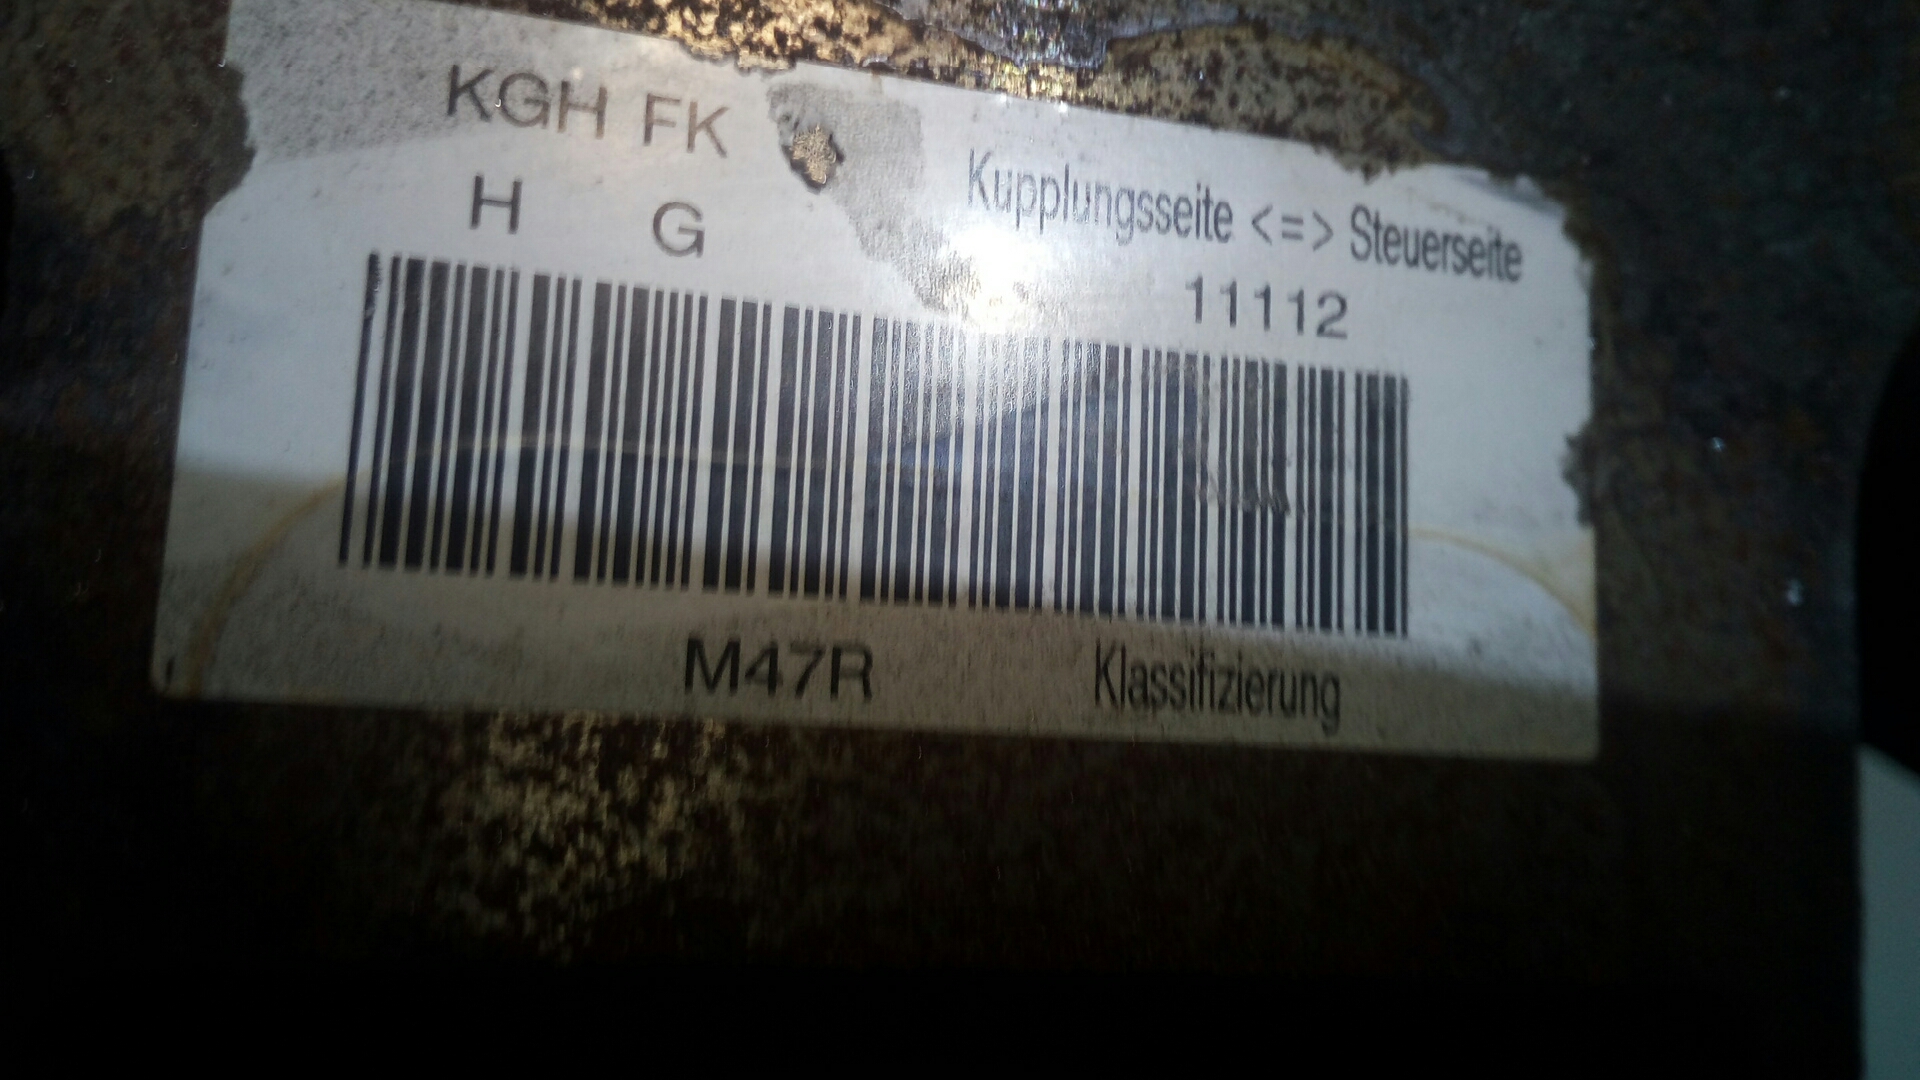 KGH FK
Kupplungsseite <=> Steuerseite
H G
11112
M47R Klassifizierung